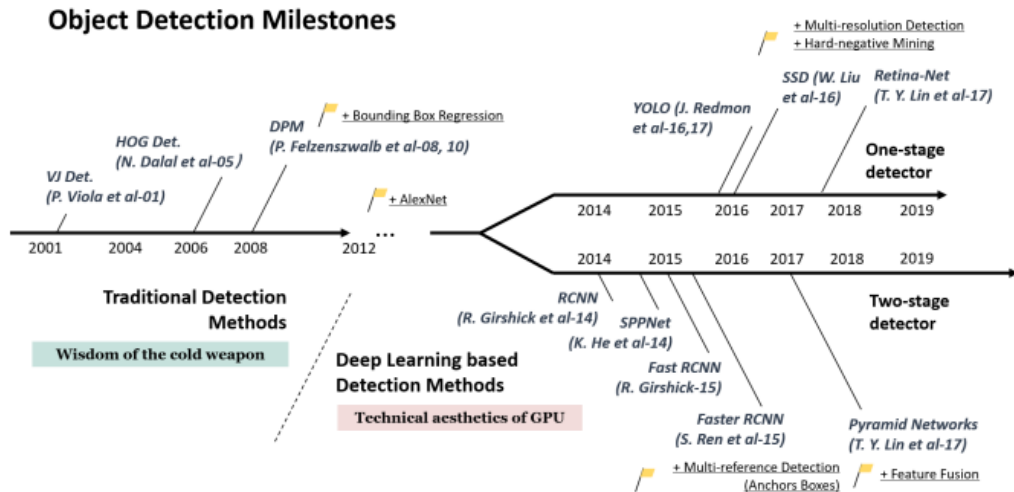 Object Detection Milestones
+ Multi-resolution Detection
+ Hard-negative Mining
SSD (W. Liu
et al-16)
Retina-Net
(T. Y. Lin et al-17)
YOLO (J. Redmon
et al-16,17)
+ Bounding Box Regression
DPM
(P. Felzenszwalb et al-08, 10)
HOG Det.
(N. Dalal et al-05)
VJ Det.
(P. Viola et al-01)
One-stage
detector
+ AlexNet
...
2014 2015 2016 2017 2018 2019
2001 2004 2006 2008 2012
2014 2015 2016 2017 2018 2019
Traditional Detection
Methods
Wisdom of the cold weapon
Deep Learning based
Detection Methods
Technical aesthetics of GPU
RCNN
(R. Girshick et al-14)
SPPNet
(K. He et al-14)
Fast RCNN
(R. Girshick-15)
Faster RCNN
(S. Ren et al-15)
+ Multi-reference Detection
(Anchors Boxes)
Two-stage
detector
Pyramid Networks
(T. Y. Lin et al-17)
+ Feature Fusion